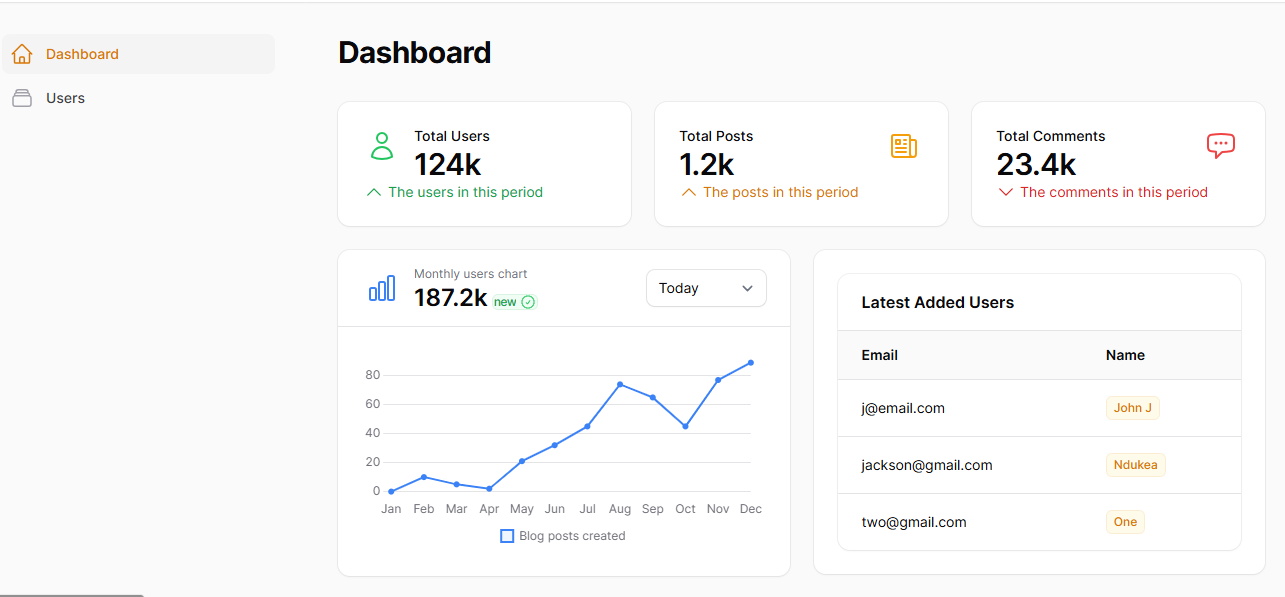 Dashboard
Users
Dashboard
Total Users
124k
The users in this period
Total Posts
1.2k
The posts in this period
Total Comments
23.4k
The comments in this period
Monthly users chart
187.2k new
Today
80
60
40
20
0
Jan Feb Mar Apr May Jun Jul Aug Sep Oct Nov Dec
Blog posts created
Latest Added Users
Email Name
j@email.com John J
jackson@gmail.com Ndukea
two@gmail.com One